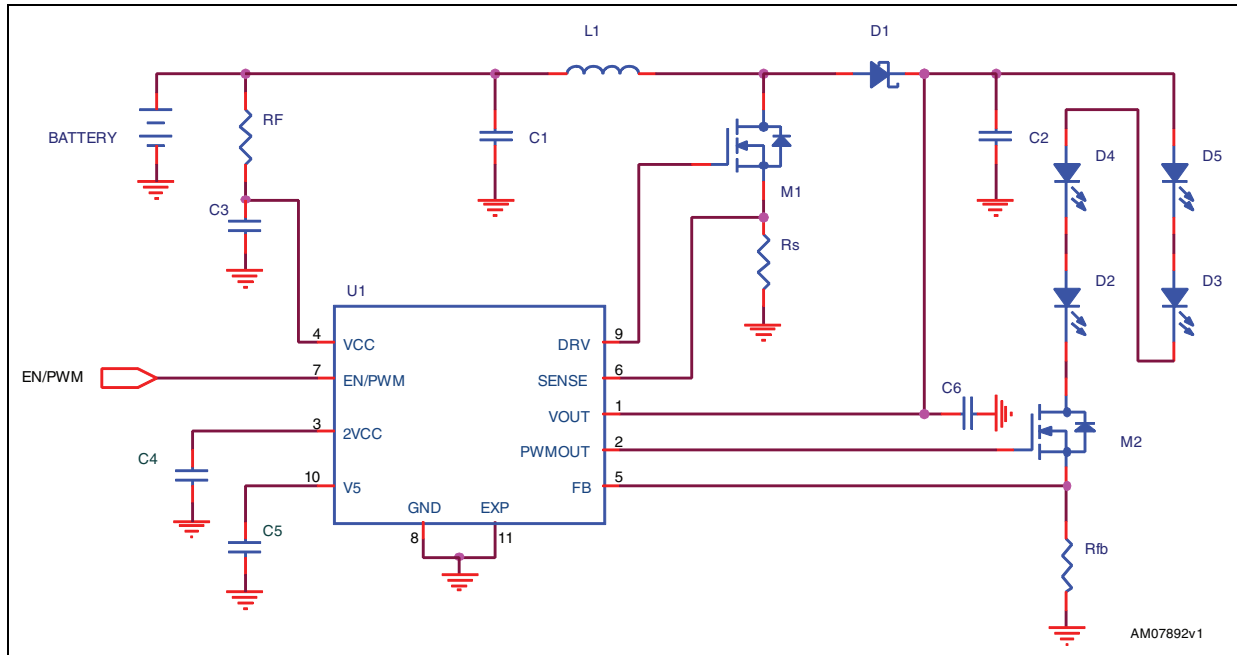 L1
D1
RF
BATTERY
C1
C2
D4
D5
M1
C3
Rs
U1
D2
D3
4
VCC
DRV
9
EN/PWM
7
EN/PWM
SENSE
6
C6
VOUT
1
3
2VCC
M2
PWMOUT
2
C4
10
V5
FB
5
GND
EXP
C5
8
11
Rfb
AM07892v1